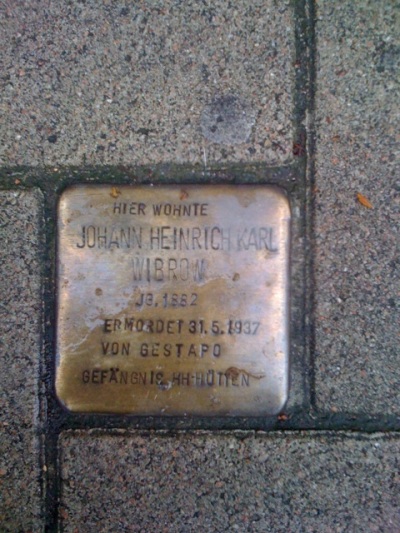 HIER WOHNTE
JOHANN HEINRICH KARL
WIBROW
JG. 1882
ERMORDET 31.5.1937
VON GESTAPO
GEFÄNGNIS HH-HÜTTEN